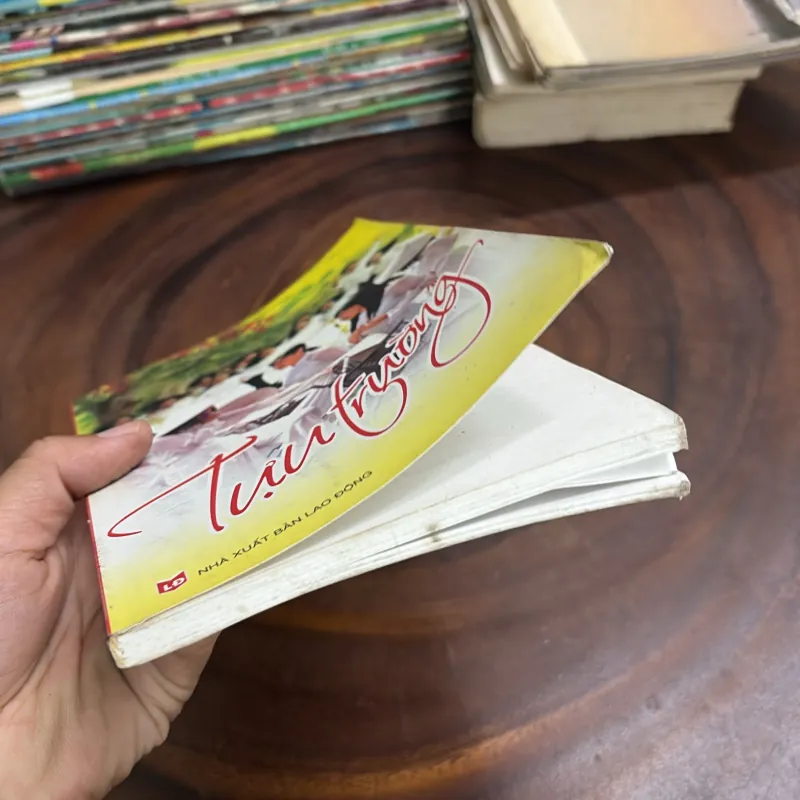 Tựu trường
LĐ NHÀ XUẤT BẢN LAO ĐỘNG